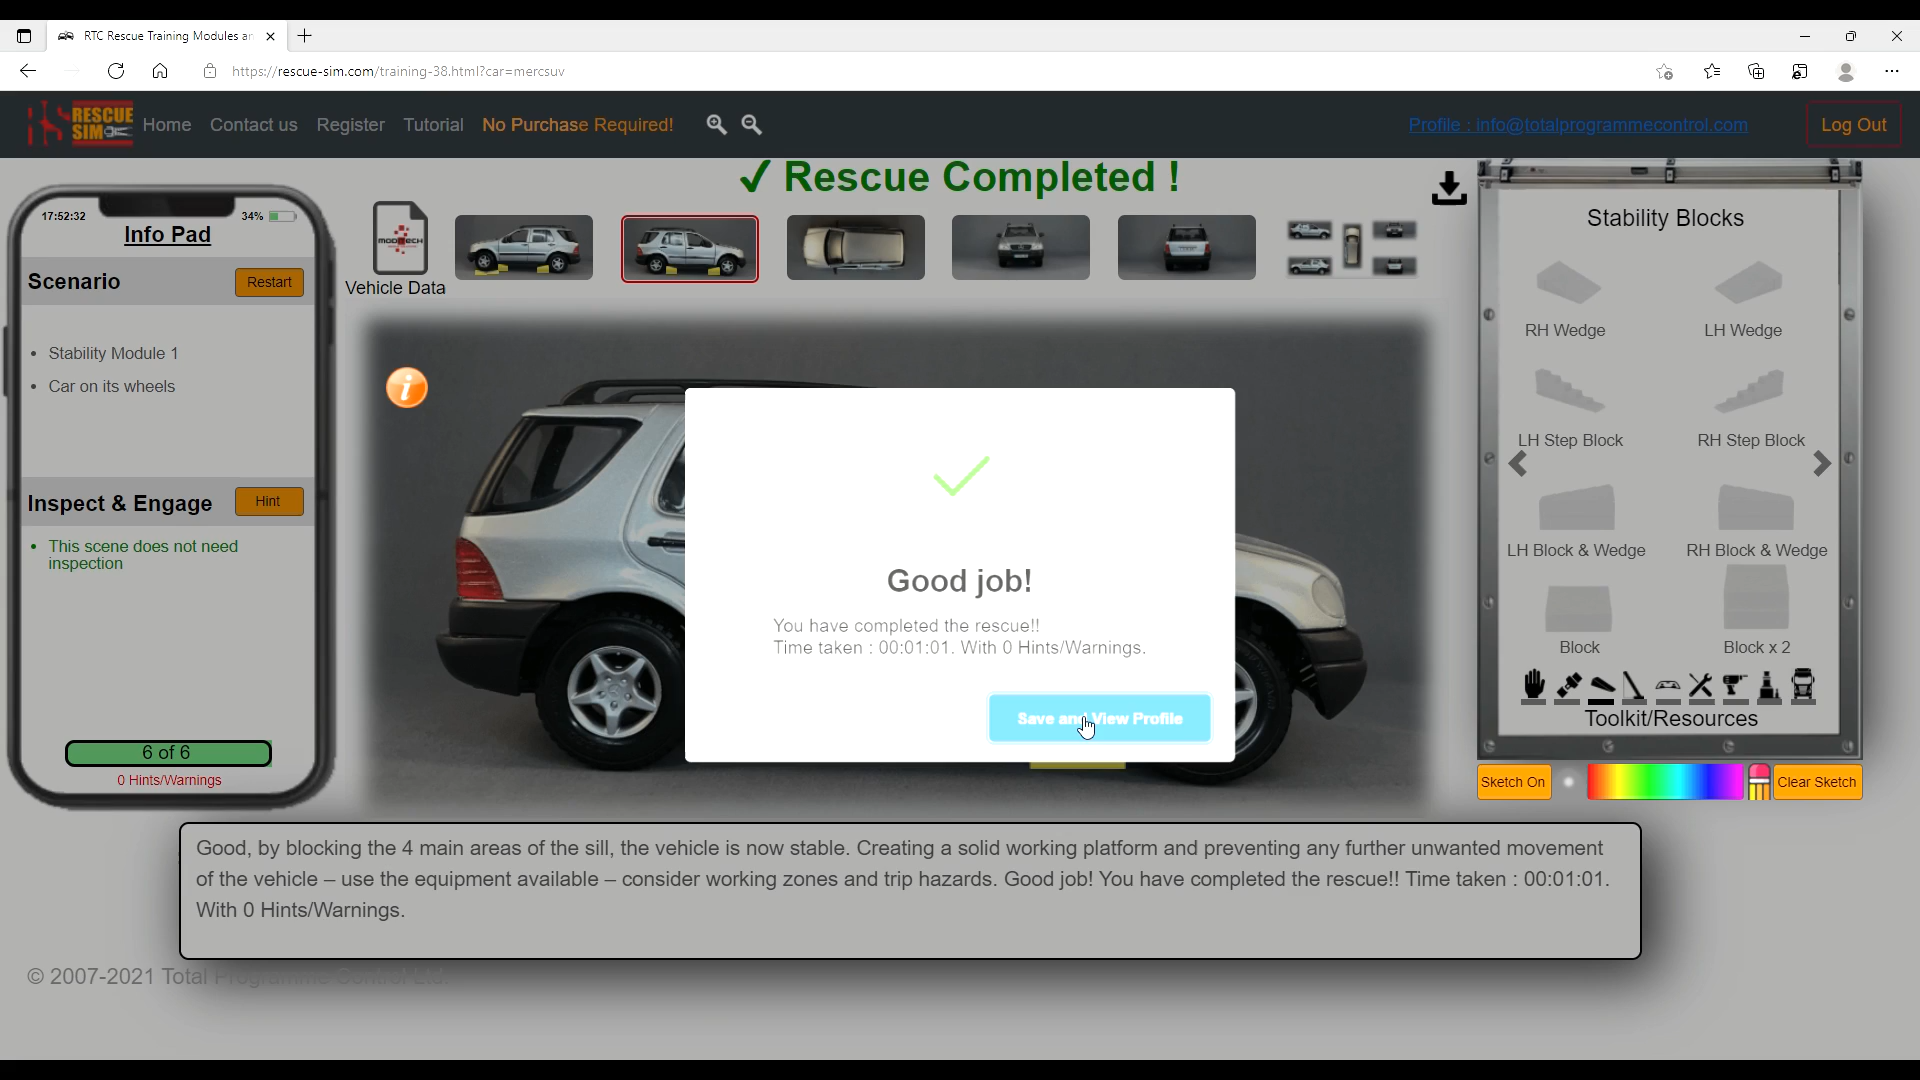 RTC Rescue Training Modules ar
https://rescue-sim.com/training-38.html?car=mercsuv
RESCUE
SIM
Home
Contact us
Register
Tutorial
No Purchase Required!
Profile : info@totalprogrammecontrol.com
Log Out
✓ Rescue Completed !
17:52:32
34%
Info Pad
Scenario
Restart
• Stability Module 1
• Car on its wheels
Inspect & Engage
Hint
• This scene does not need
inspection
6 of 6
0 Hints/Warnings
MODITECH
Vehicle Data
Good job!
You have completed the rescue!!
Time taken : 00:01:01. With 0 Hints/Warnings.
Save and View Profile
Stability Blocks
RH Wedge
LH Wedge
LH Step Block
RH Step Block
LH Block & Wedge
RH Block & Wedge
Block
Block x 2
Toolkit/Resources
Sketch On
Clear Sketch
Good, by blocking the 4 main areas of the sill, the vehicle is now stable. Creating a solid working platform and preventing any further unwanted movement
of the vehicle – use the equipment available – consider working zones and trip hazards. Good job! You have completed the rescue!! Time taken : 00:01:01.
With 0 Hints/Warnings.
© 2007-2021 Total Programme Control Ltd.